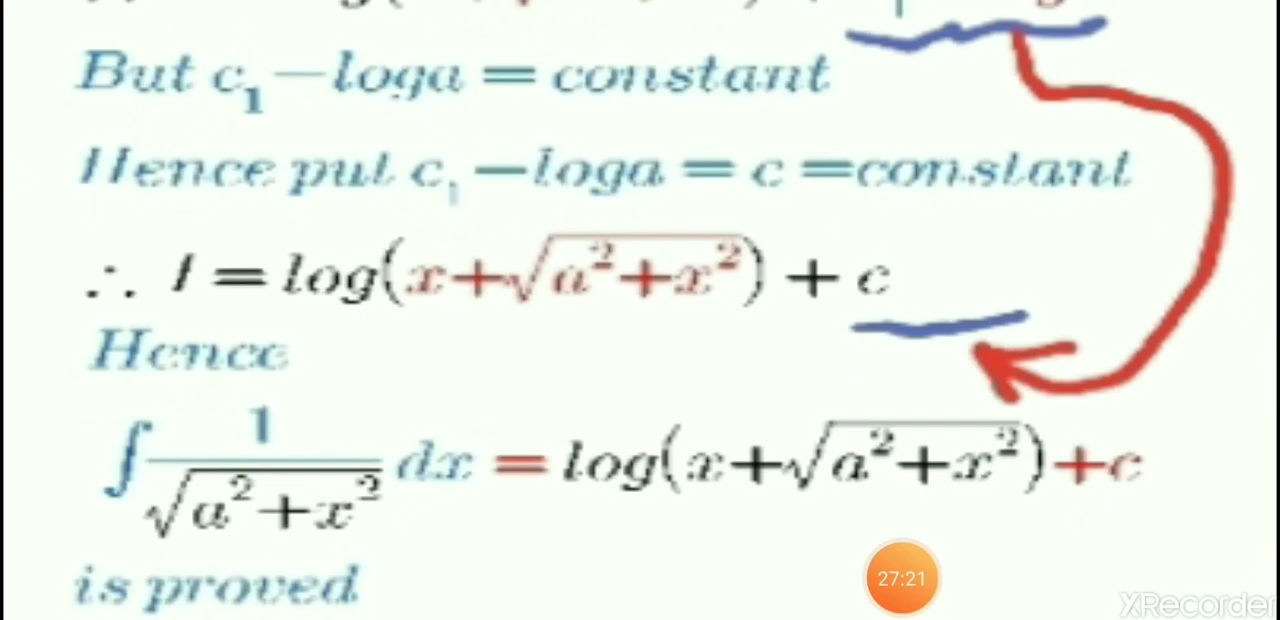 But c₁ − loga = constant
Hence put c₁ − loga = c = constant
∴ I = log(x+√(a²+x²)) + c
Hence
∫ 1/√(a²+x²) dx = log(x+√(a²+x²)) + c
is proved
27:21
XRecorder